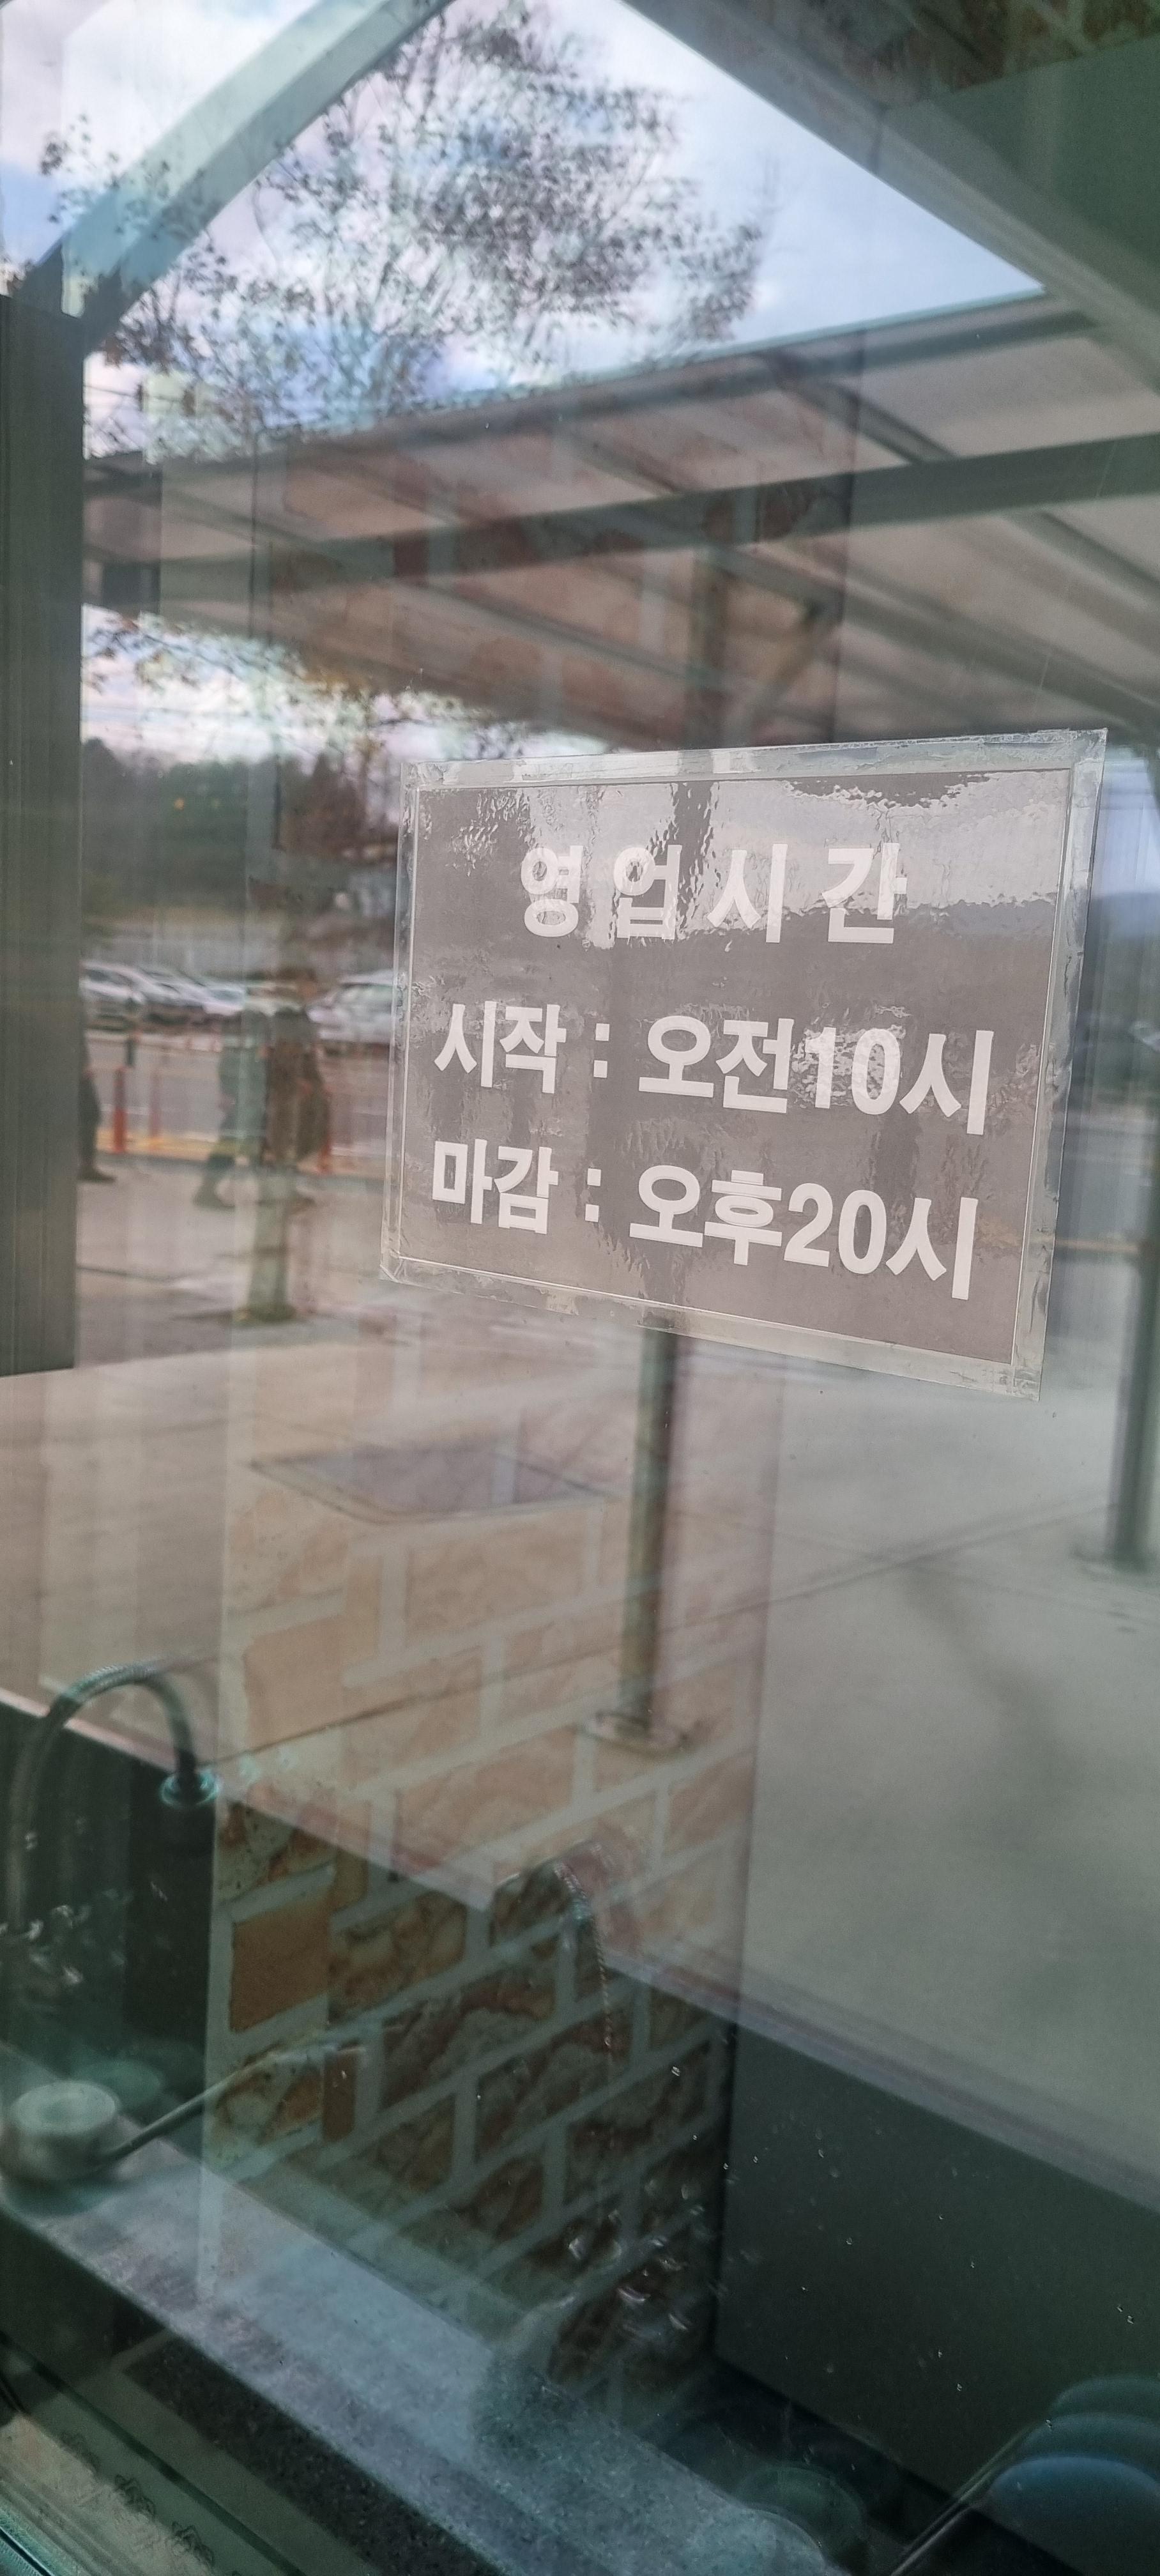 영업시간
시작 : 오전10시
마감 : 오후20시